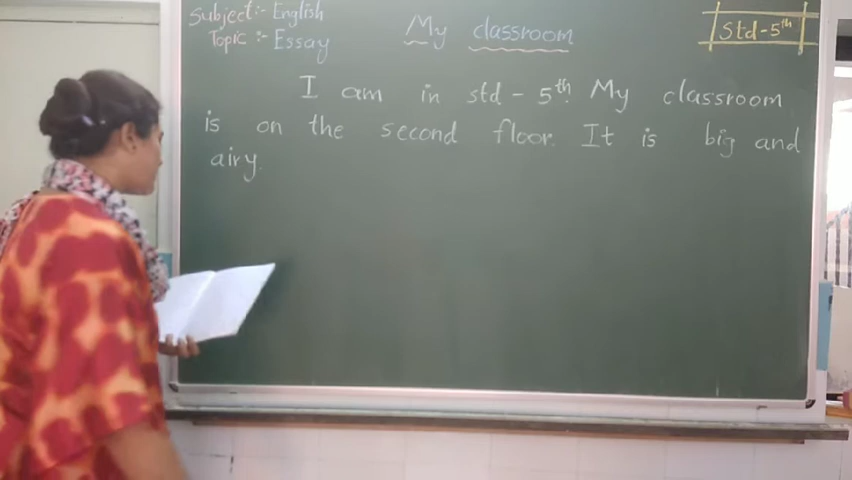 Subject:- English
Topic :- Essay
My classroom
Std-5th
I am in std - 5th. My classroom
is on the second floor. It is big and
airy.